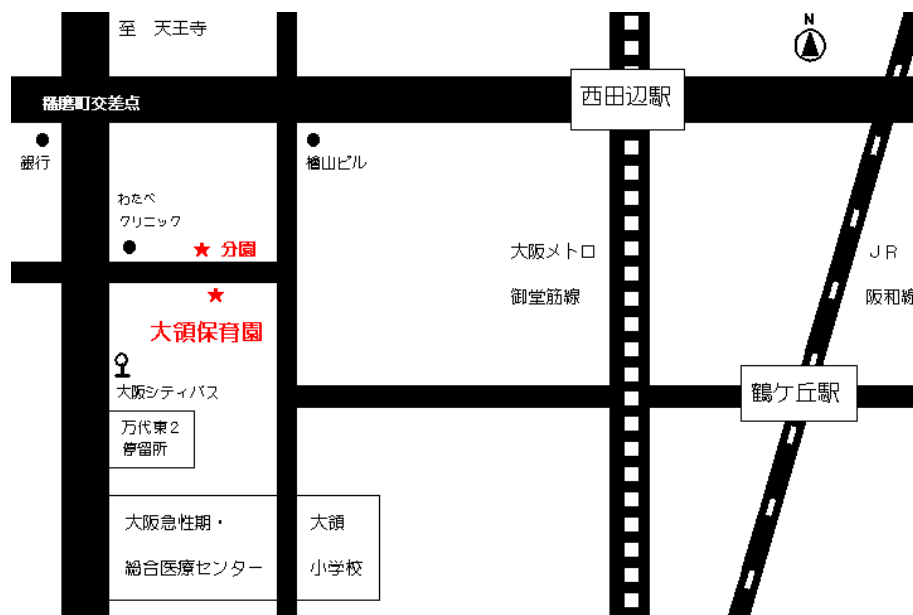 至 天王寺
N
西田辺駅
播磨町交差点
銀行
檜山ビル
わたべ
クリニック
★ 分園
大阪メトロ
御堂筋線
JR
阪和線
★
大領保育園
大阪シティバス
万代東2
停留所
鶴ケ丘駅
大阪急性期・
総合医療センター
大領
小学校